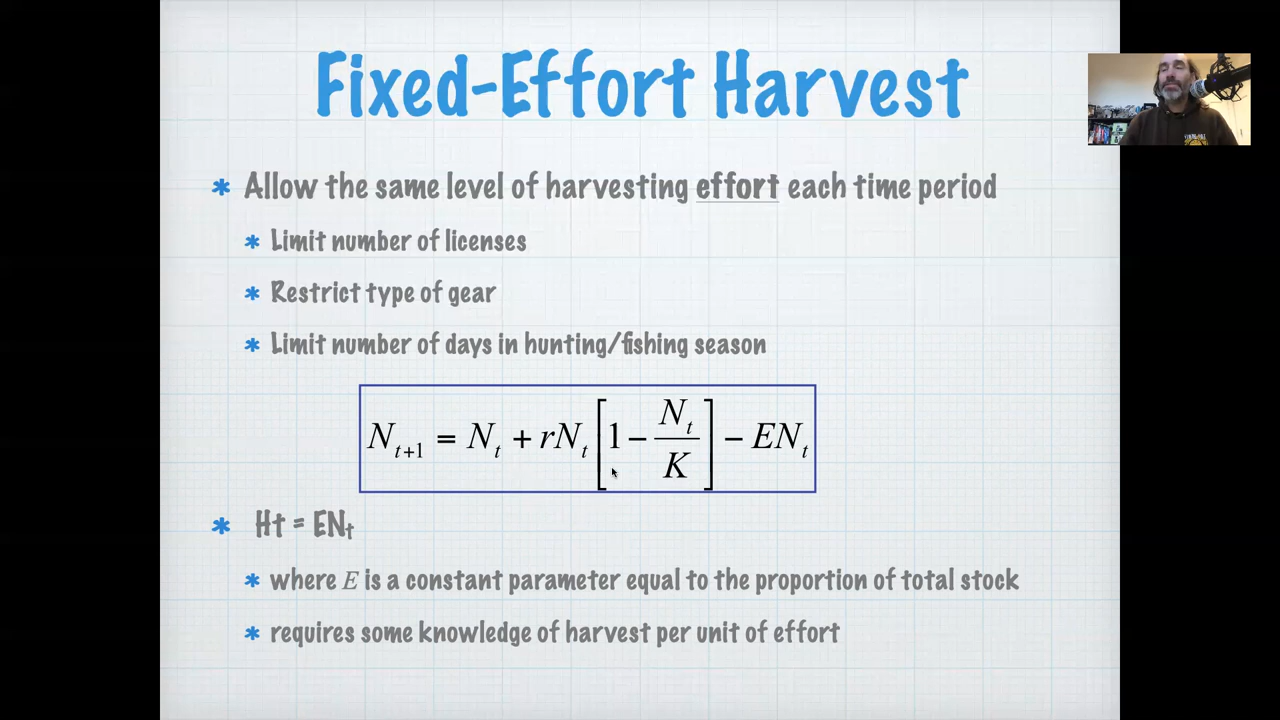 Fixed-Effort Harvest
* Allow the same level of harvesting effort each time period
* Limit number of licenses
* Restrict type of gear
* Limit number of days in hunting/fishing season
N_{t+1} = N_t + rN_t [1 − N_t/K] − EN_t
* Ht = EN_t
* where E is a constant parameter equal to the proportion of total stock
* requires some knowledge of harvest per unit of effort